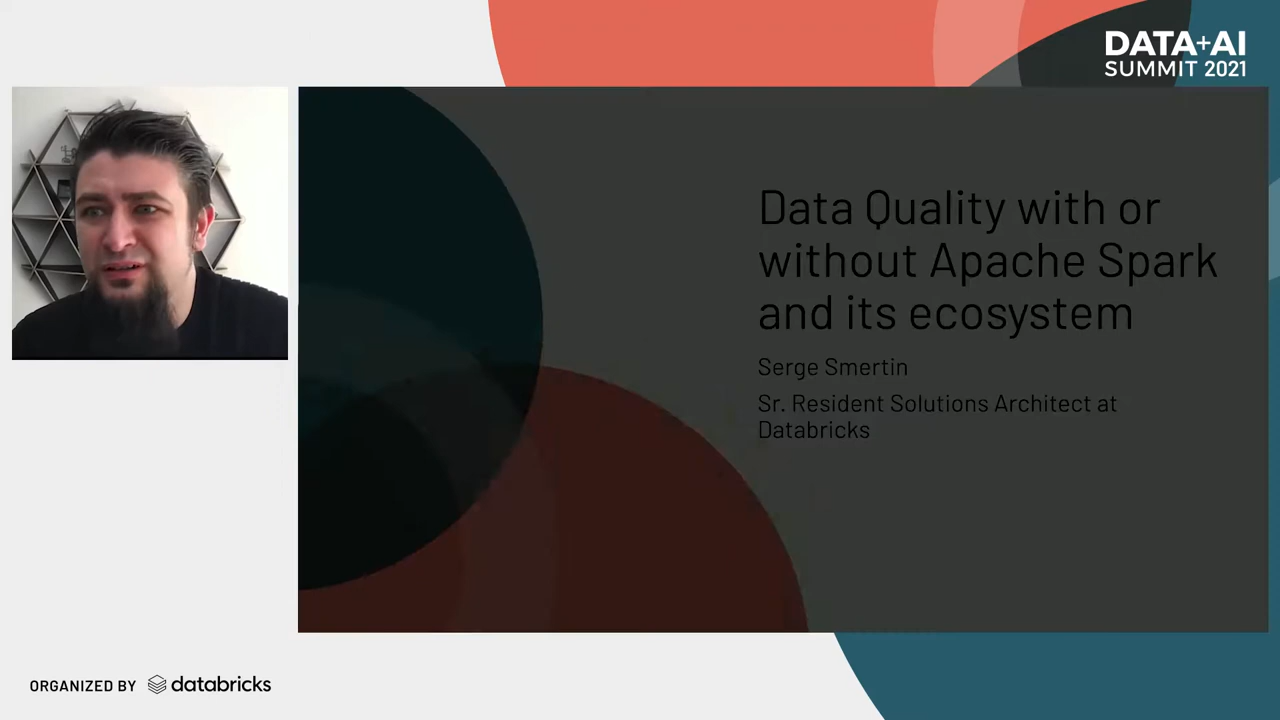 DATA+AI
SUMMIT 2021
Data Quality with or
without Apache Spark
and its ecosystem
Serge Smertin
Sr. Resident Solutions Architect at
Databricks
ORGANIZED BY databricks